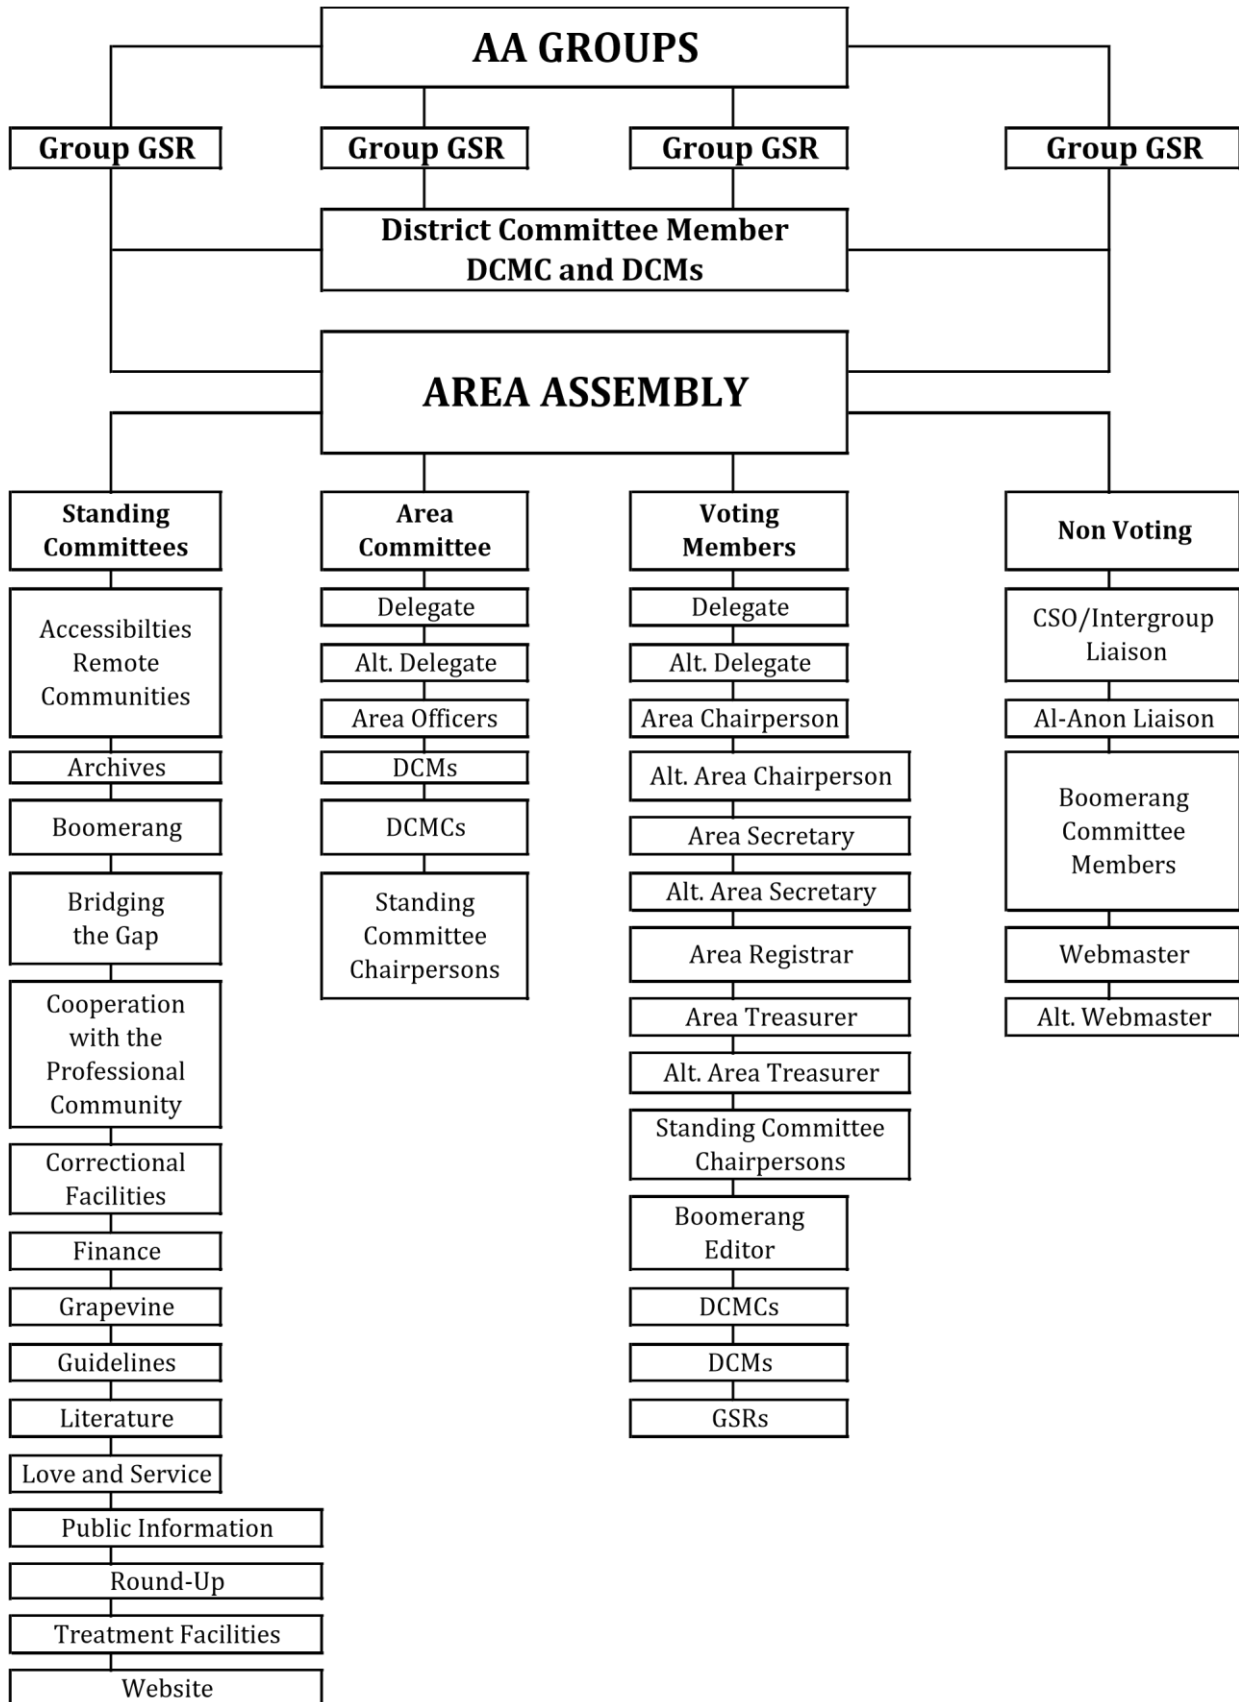 AA GROUPS
Group GSR
Group GSR
Group GSR
Group GSR
District Committee Member
DCMC and DCMs
AREA ASSEMBLY
Standing
Committees
Accessibilties
Remote
Communities
Archives
Boomerang
Bridging
the Gap
Cooperation
with the
Professional
Community
Correctional
Facilities
Finance
Grapevine
Guidelines
Literature
Love and Service
Public Information
Round-Up
Treatment Facilities
Website
Area
Committee
Delegate
Alt. Delegate
Area Officers
DCMs
DCMCs
Standing
Committee
Chairpersons
Voting
Members
Delegate
Alt. Delegate
Area Chairperson
Alt. Area Chairperson
Area Secretary
Alt. Area Secretary
Area Registrar
Area Treasurer
Alt. Area Treasurer
Standing Committee
Chairpersons
Boomerang
Editor
DCMCs
DCMs
GSRs
Non Voting
CSO/Intergroup
Liaison
Al-Anon Liaison
Boomerang
Committee
Members
Webmaster
Alt. Webmaster